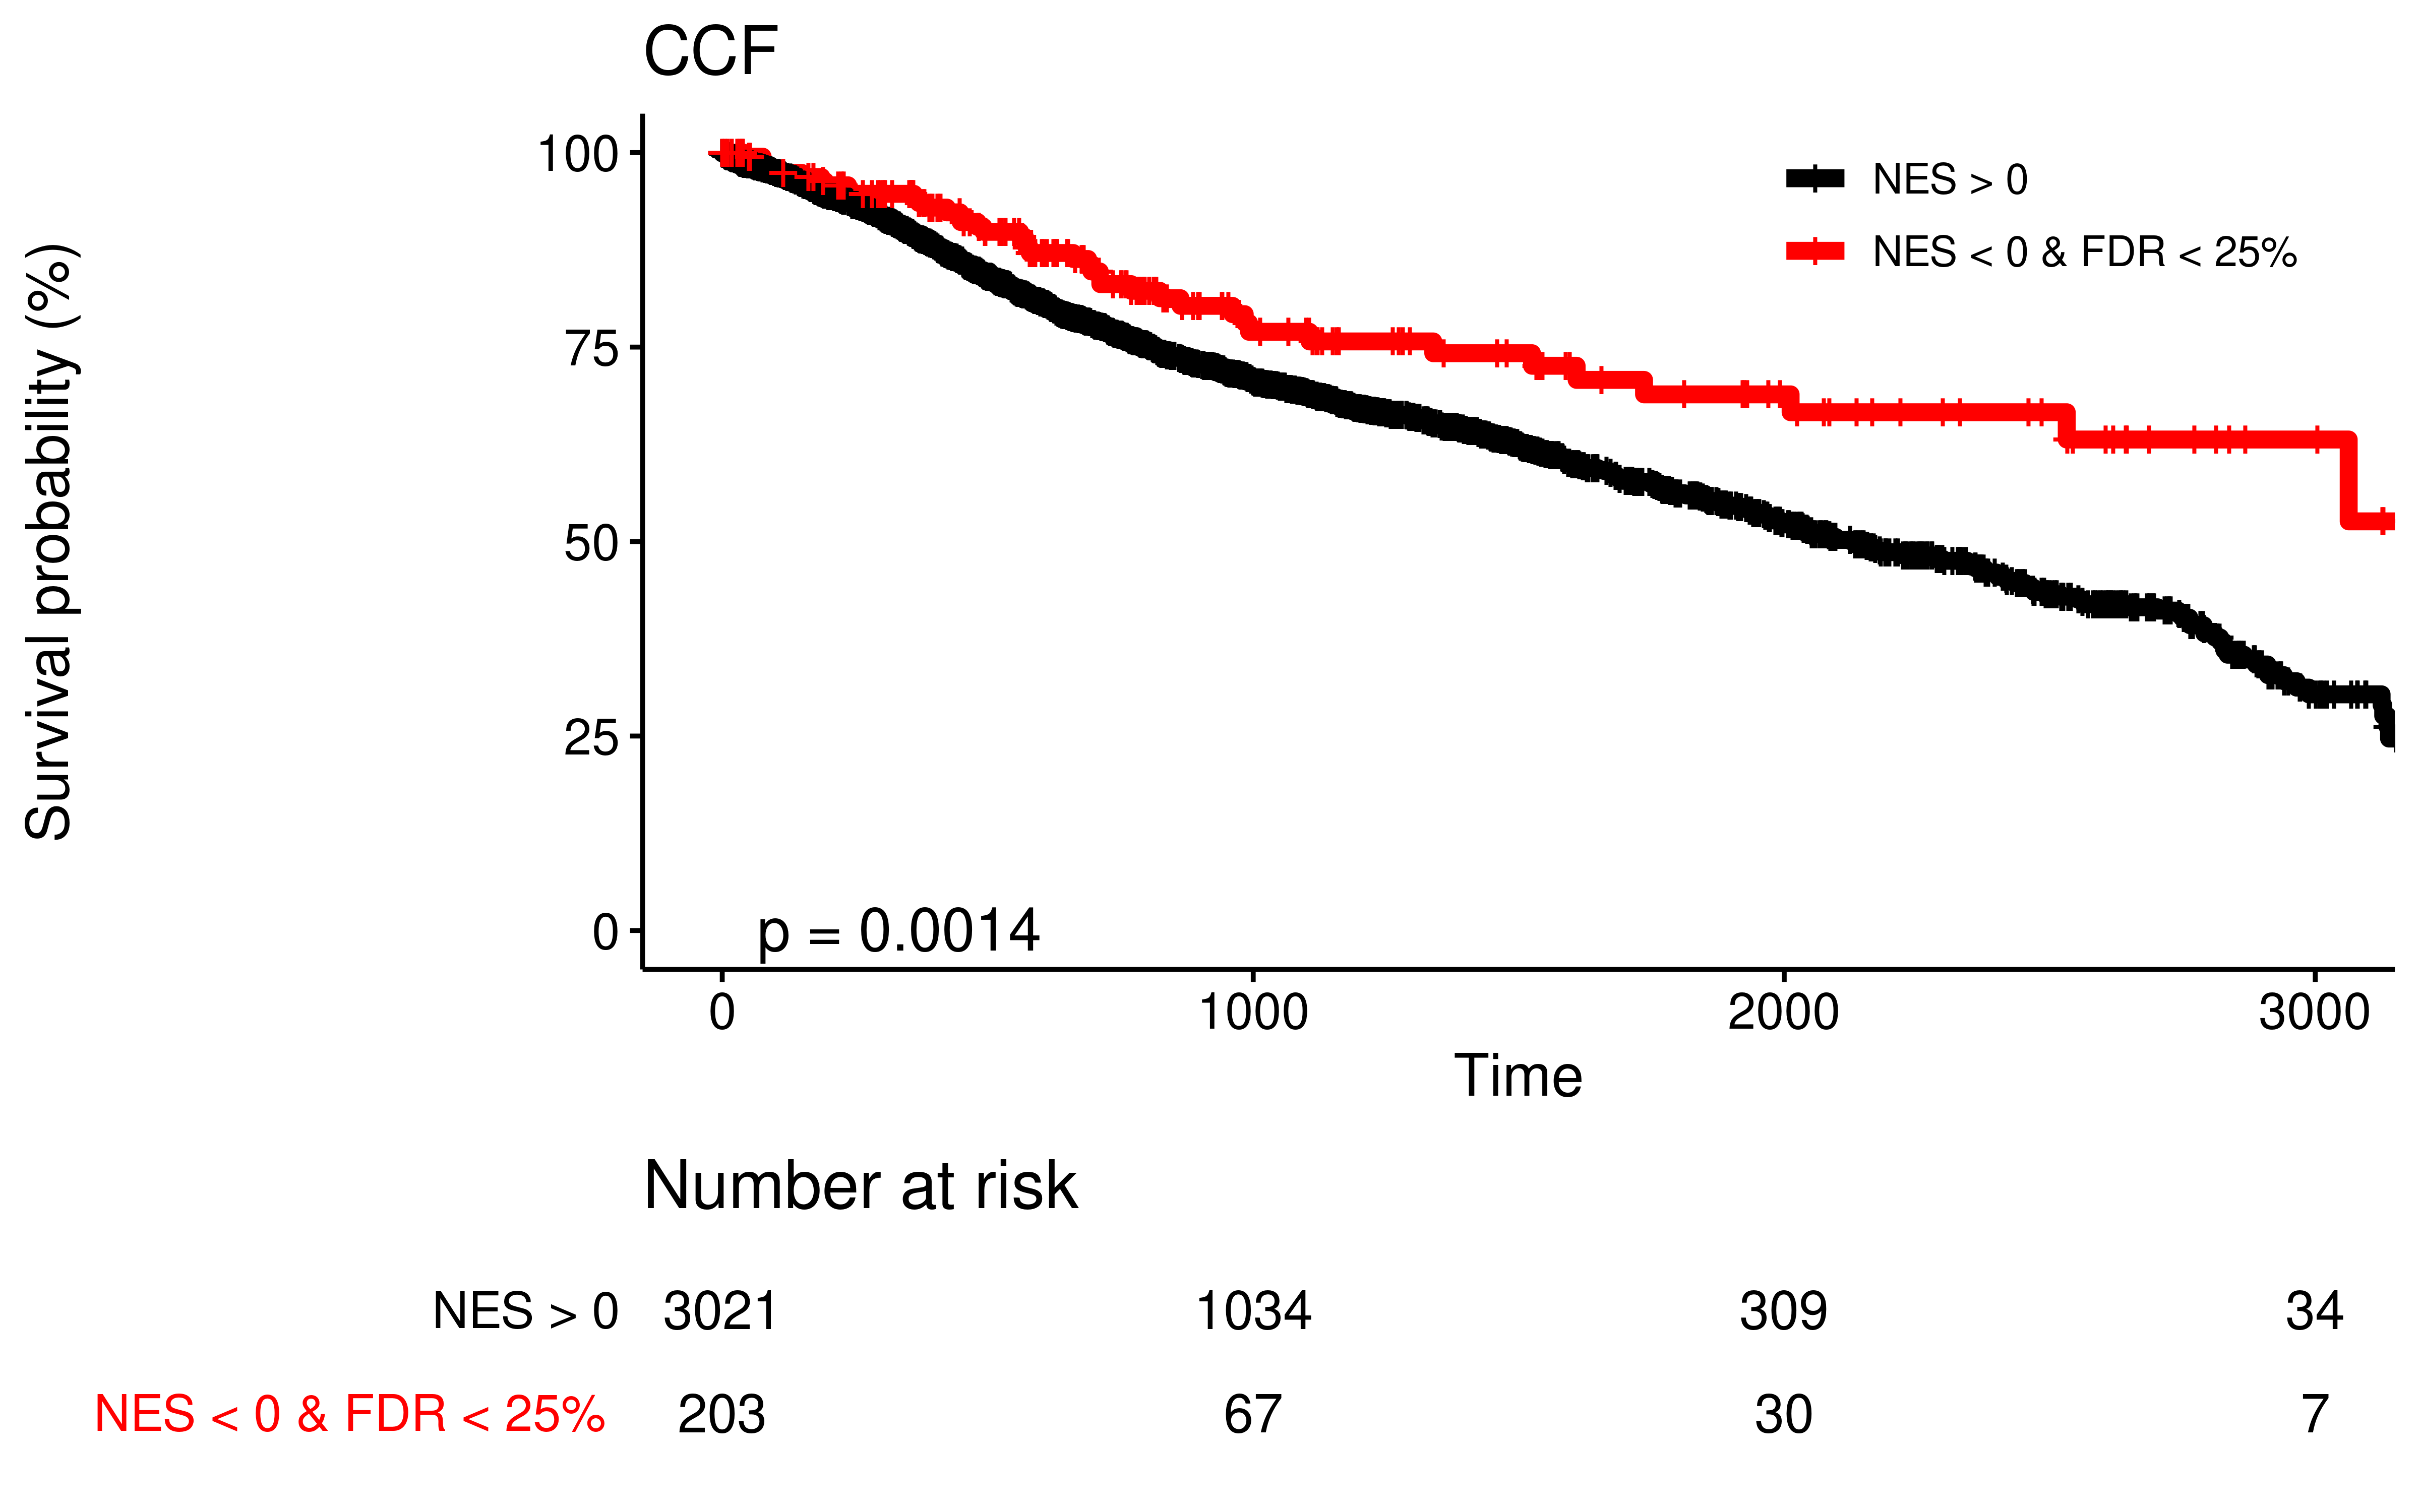 CCF
Survival probability (%)
100
75
50
25
0
NES > 0
NES < 0 & FDR < 25%
p = 0.0014
0 1000 2000 3000
Time
Number at risk
NES > 0 3021 1034 309 34
NES < 0 & FDR < 25% 203 67 30 7